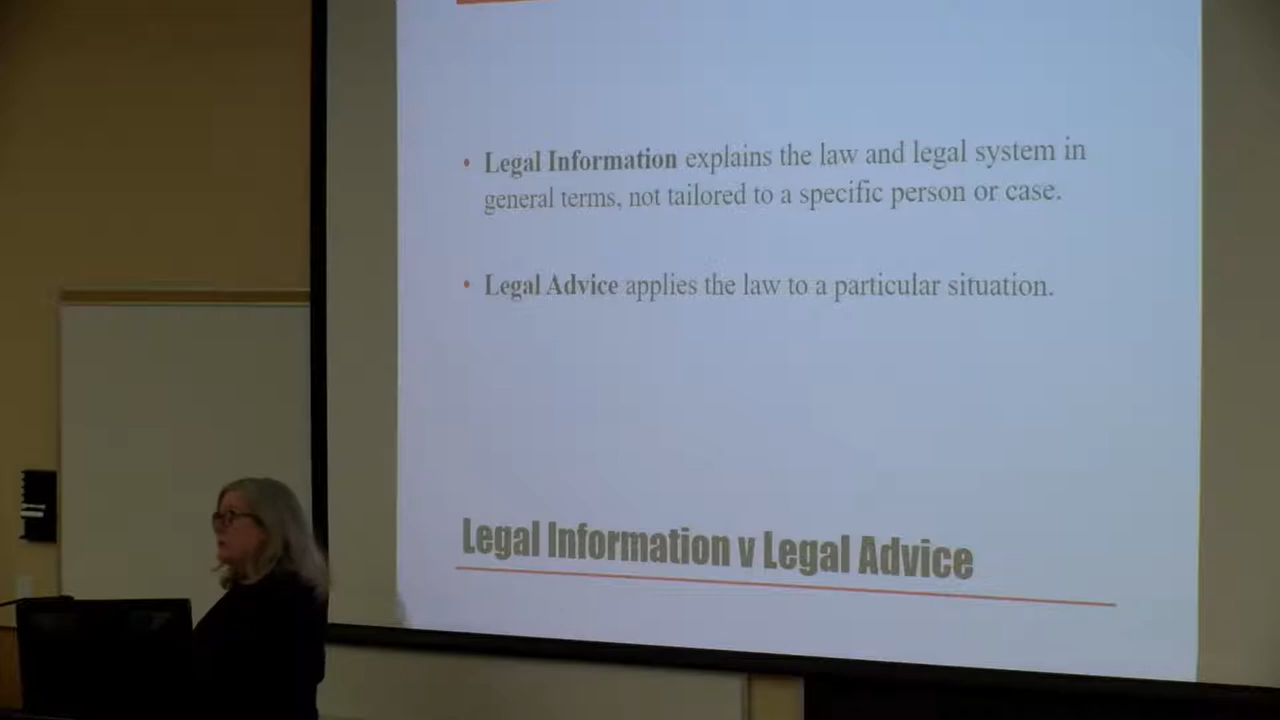 • Legal Information explains the law and legal system in
general terms, not tailored to a specific person or case.
• Legal Advice applies the law to a particular situation.
Legal Information v Legal Advice